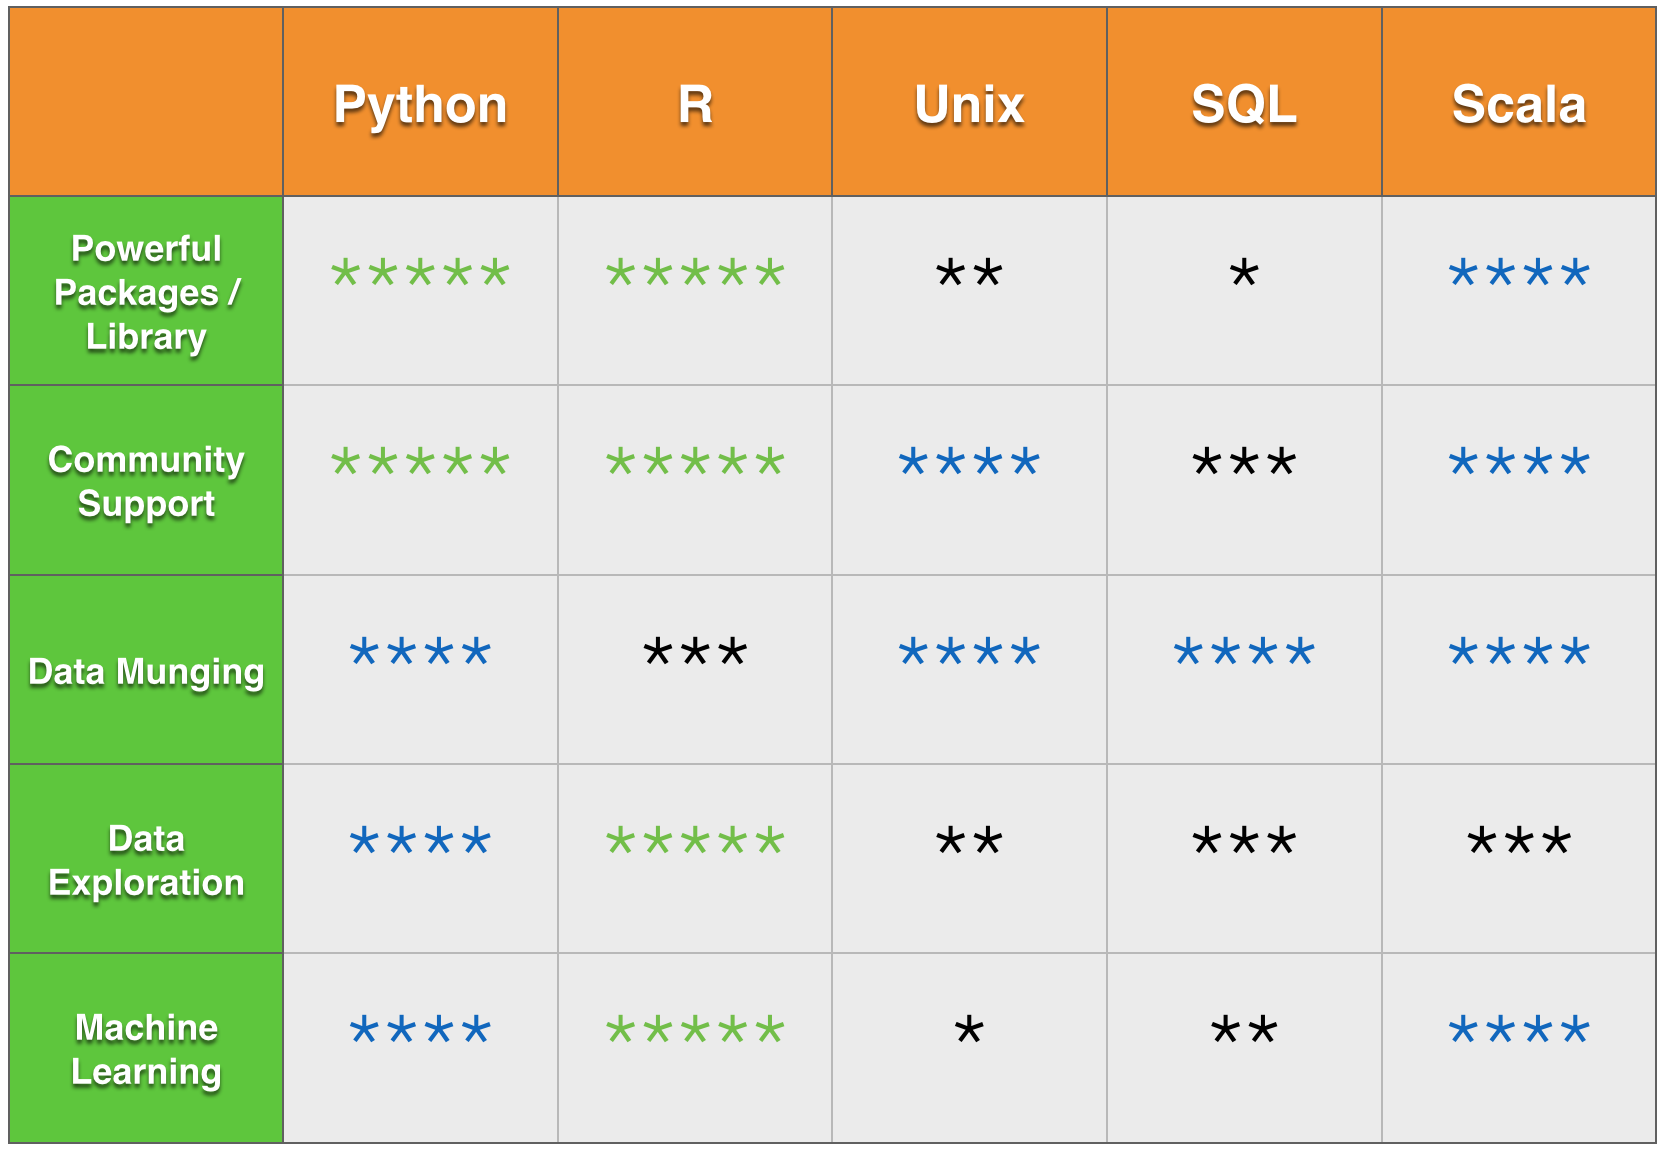 Python R Unix SQL Scala
Powerful
Packages /
Library
***** ***** ** * ****
Community
Support
***** ***** **** *** ****
Data Munging
**** *** **** **** ****
Data
Exploration
**** ***** ** *** ***
Machine
Learning
**** ***** * ** ****